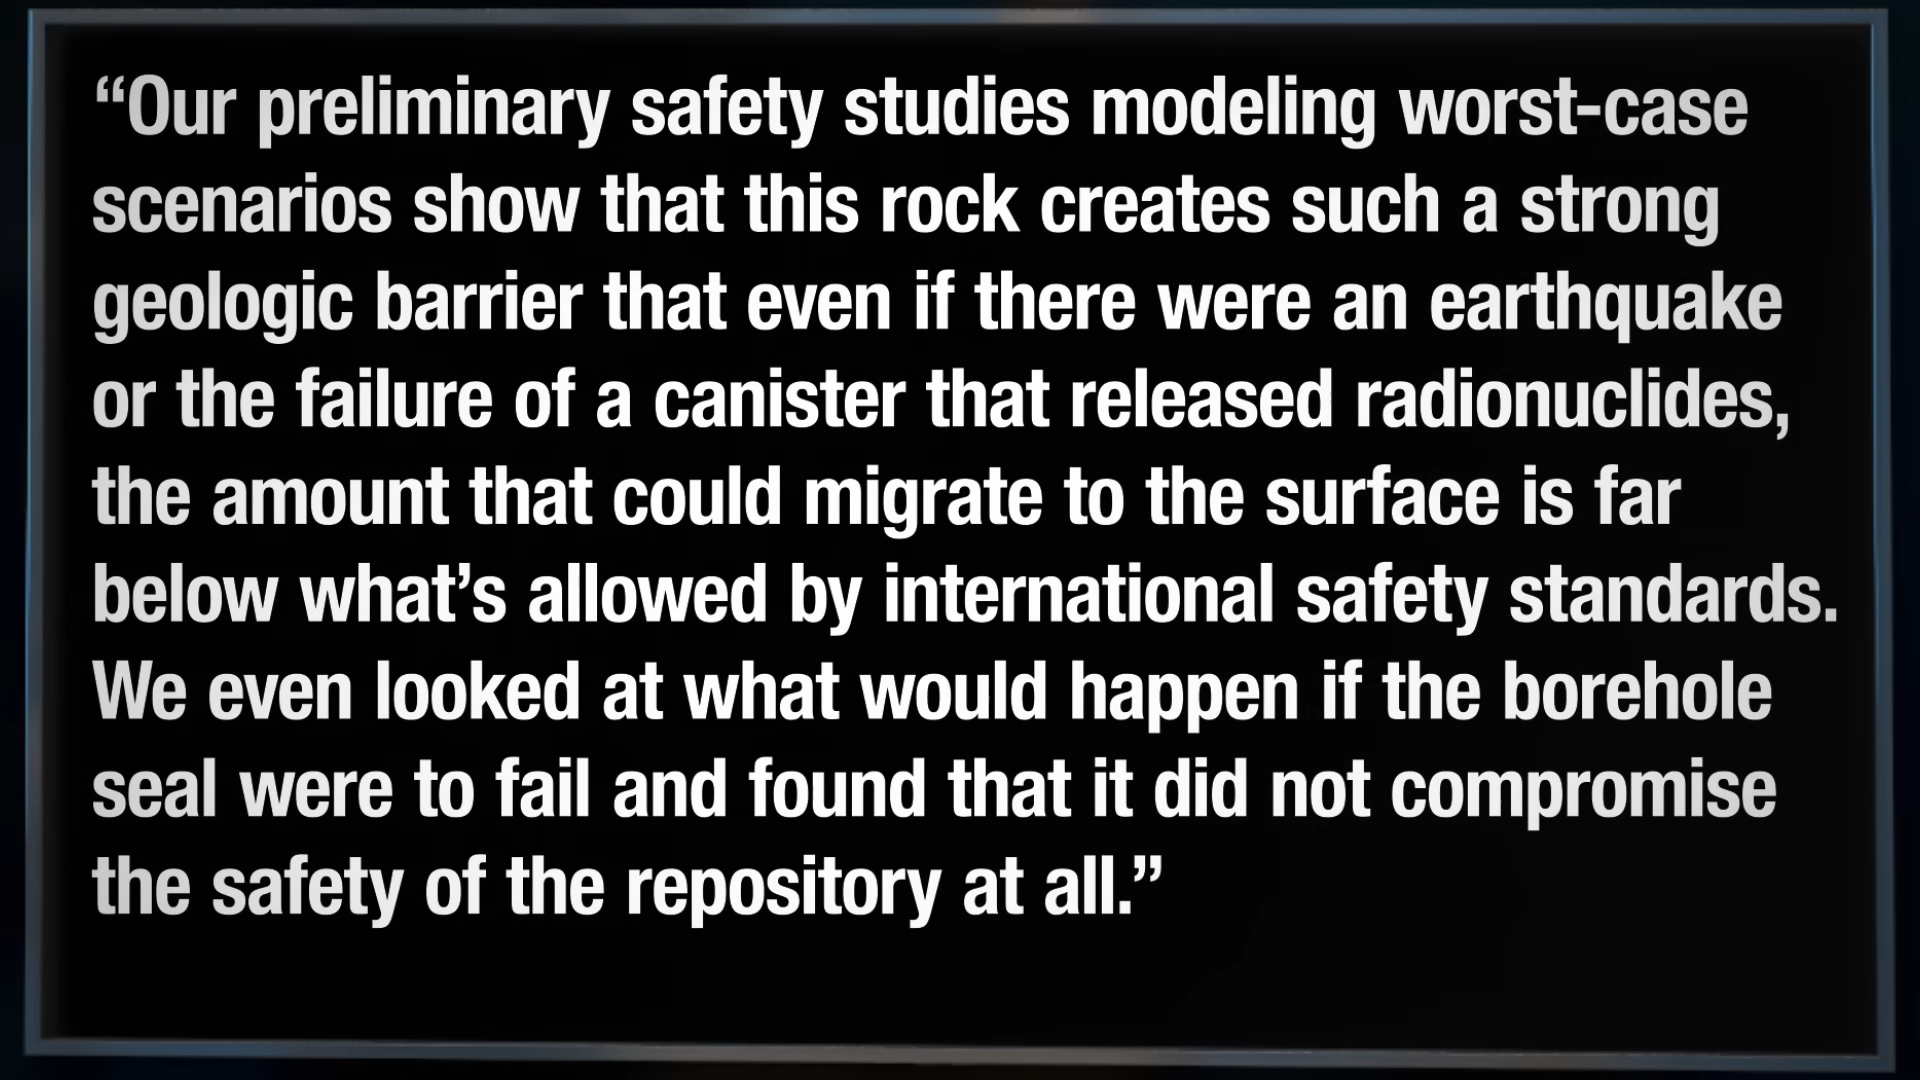 “Our preliminary safety studies modeling worst-case
scenarios show that this rock creates such a strong
geologic barrier that even if there were an earthquake
or the failure of a canister that released radionuclides,
the amount that could migrate to the surface is far
below what’s allowed by international safety standards.
We even looked at what would happen if the borehole
seal were to fail and found that it did not compromise
the safety of the repository at all.”